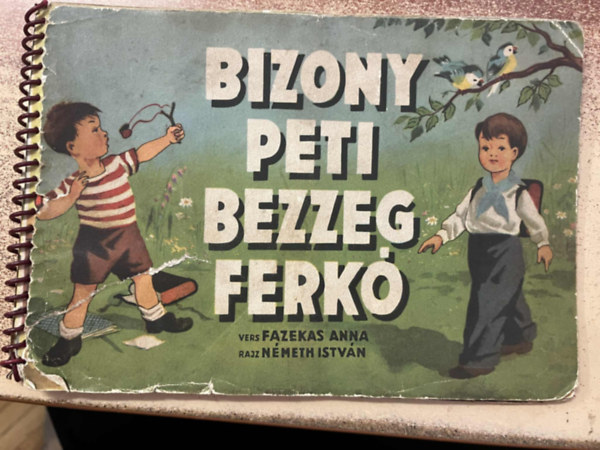 BIZONY
PETI
BEZZEG
FERKÓ
VERS FAZEKAS ANNA
RAJZ NÉMETH ISTVÁN